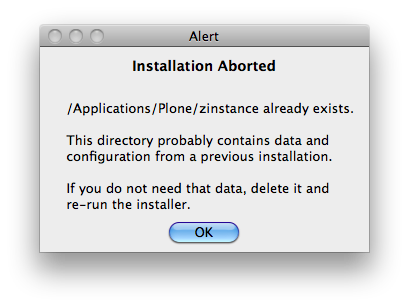 Alert
Installation Aborted
/Applications/Plone/zinstance already exists.
This directory probably contains data and
configuration from a previous installation.
If you do not need that data, delete it and
re-run the installer.
OK